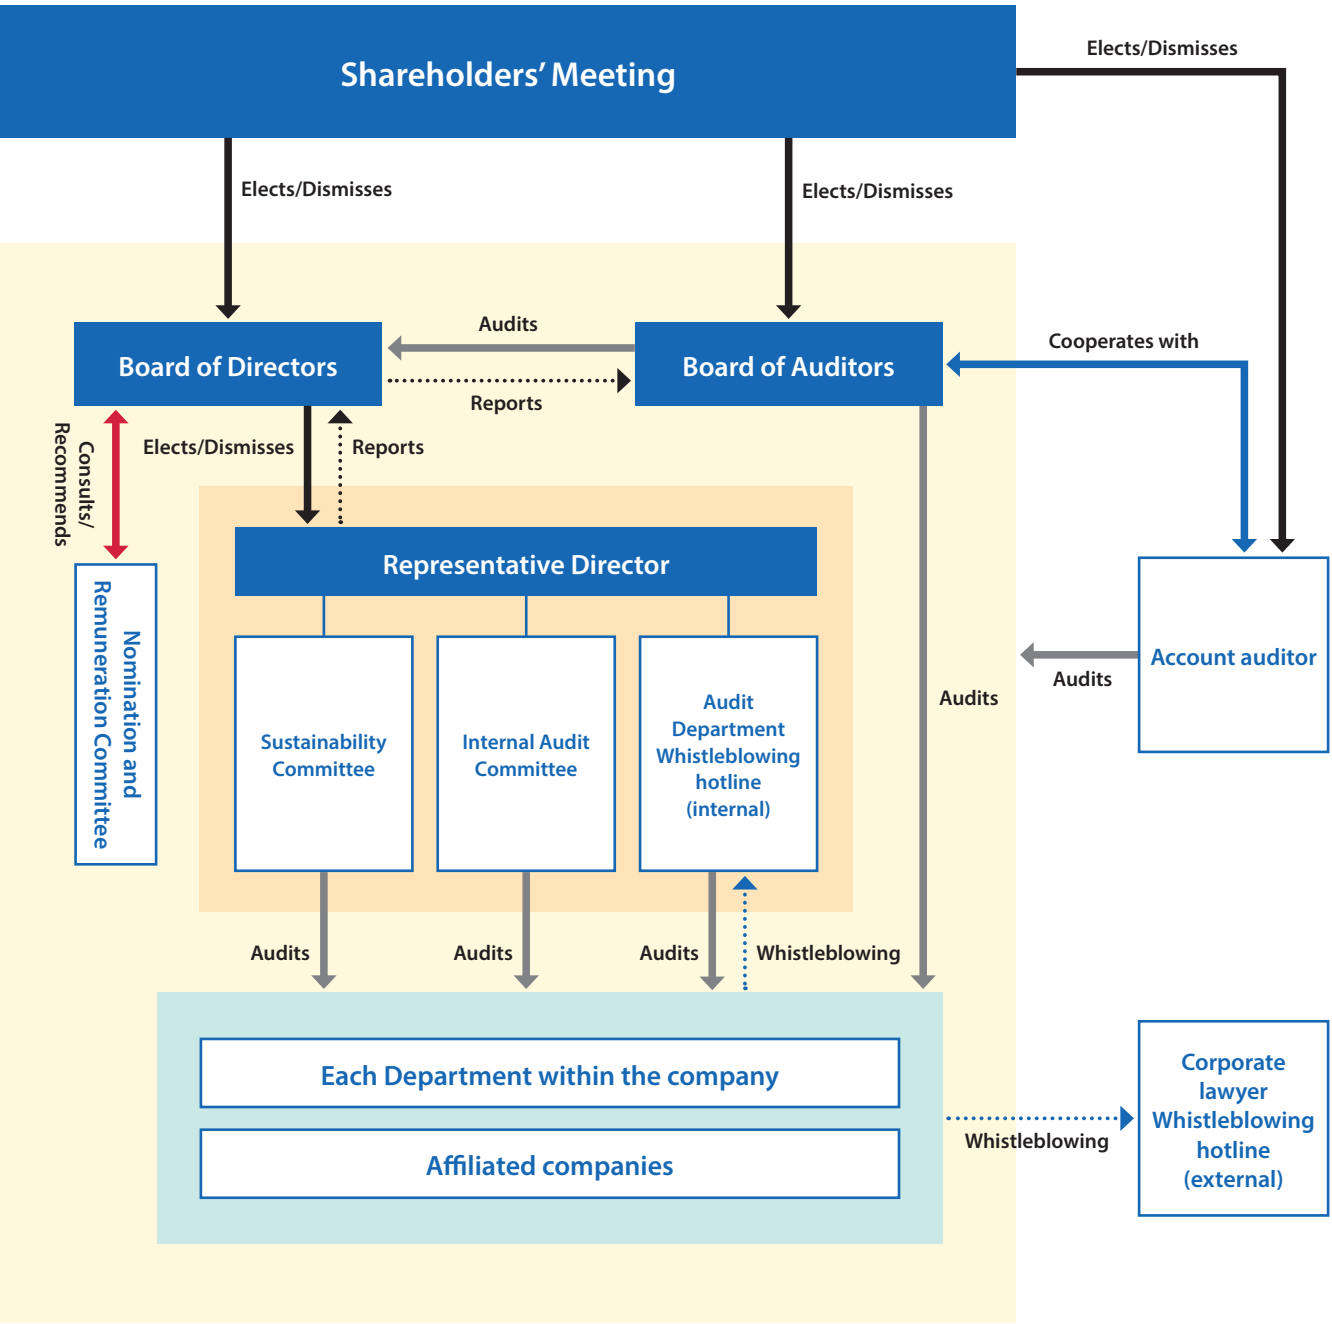 Shareholders' Meeting
Elects/Dismisses
Elects/Dismisses
Elects/Dismisses
Board of Directors
Audits
Reports
Board of Auditors
Cooperates with
Consults/
Recommends
Elects/Dismisses
Reports
Representative Director
Nomination and
Remuneration Committee
Sustainability
Committee
Internal Audit
Committee
Audit
Department
Whistleblowing
hotline
(internal)
Audits
Audits
Account auditor
Audits
Audits
Audits
Whistleblowing
Each Department within the company
Affiliated companies
Whistleblowing
Corporate
lawyer
Whistleblowing
hotline
(external)